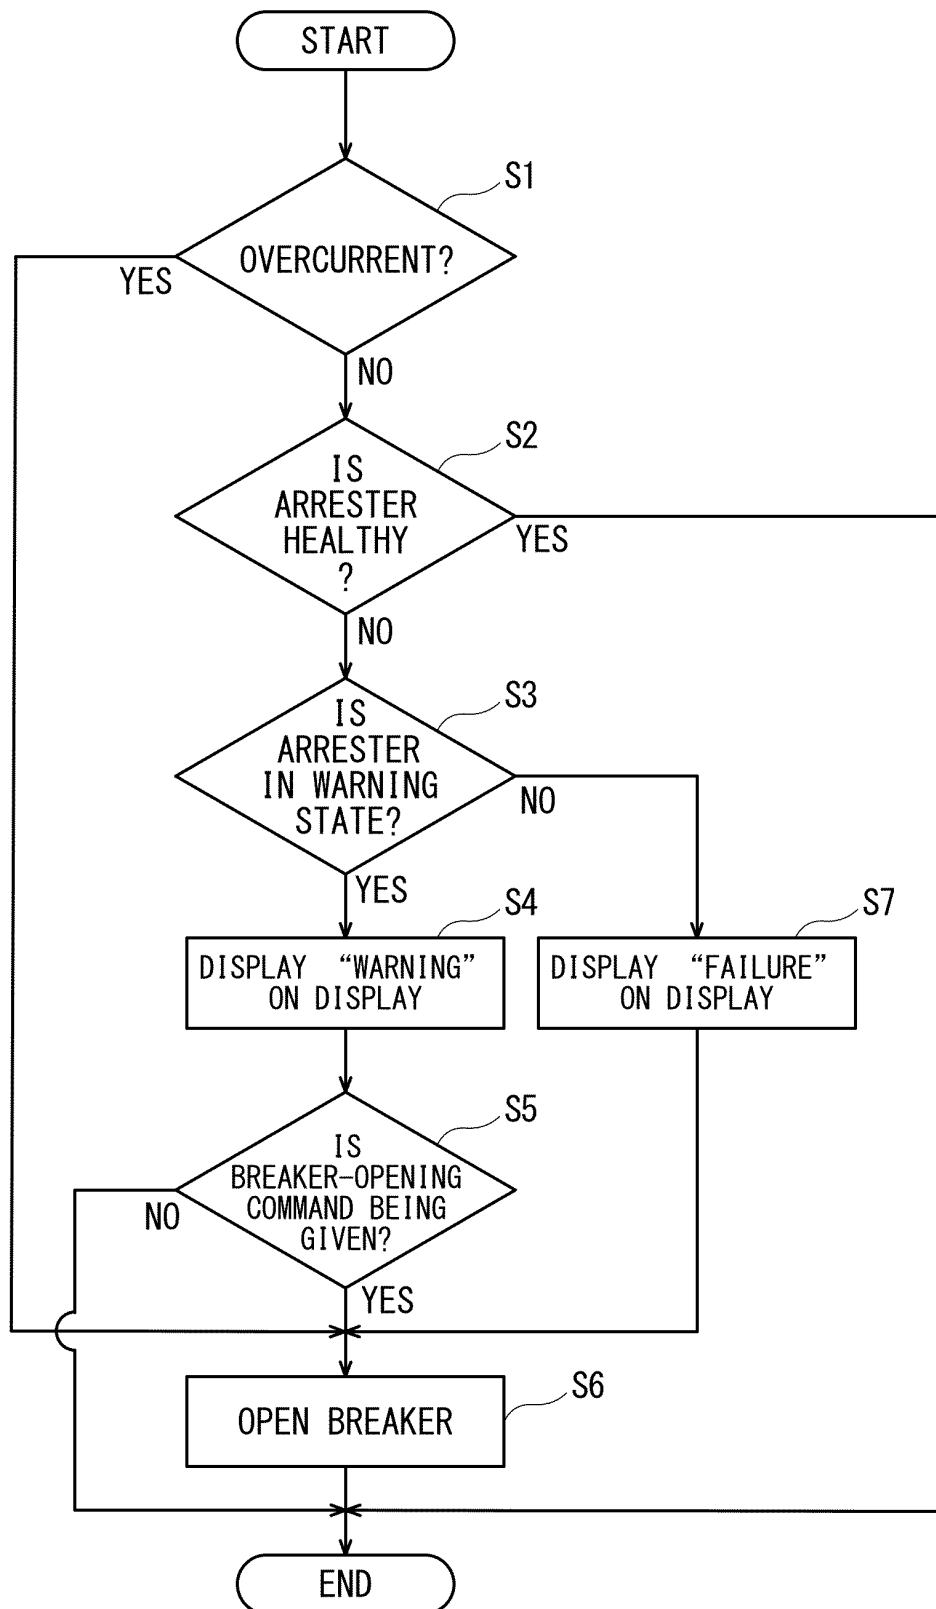 START
S1
OVERCURRENT?
YES
NO
S2
IS
ARRESTER
HEALTHY
?
YES
NO
S3
IS
ARRESTER
IN WARNING
STATE?
NO
YES
S4
S7
DISPLAY “WARNING”
ON DISPLAY
DISPLAY “FAILURE”
ON DISPLAY
S5
IS
BREAKER-OPENING
COMMAND BEING
GIVEN?
NO
YES
S6
OPEN BREAKER
END